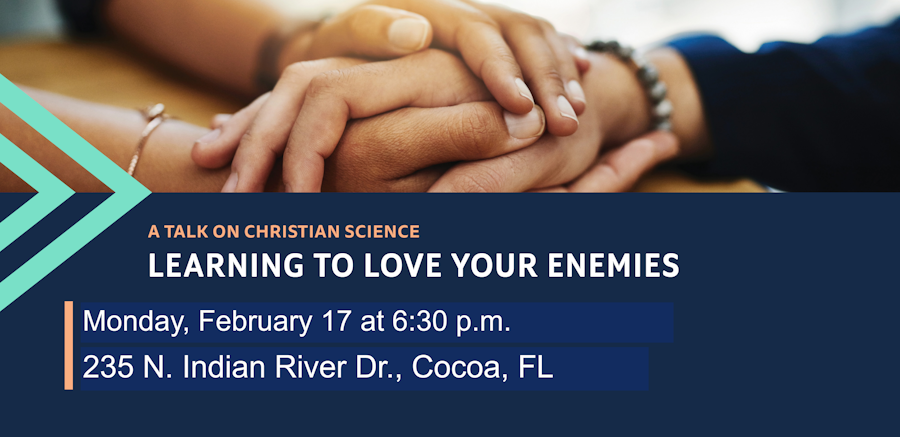 A TALK ON CHRISTIAN SCIENCE
LEARNING TO LOVE YOUR ENEMIES
Monday, February 17 at 6:30 p.m.
235 N. Indian River Dr., Cocoa, FL